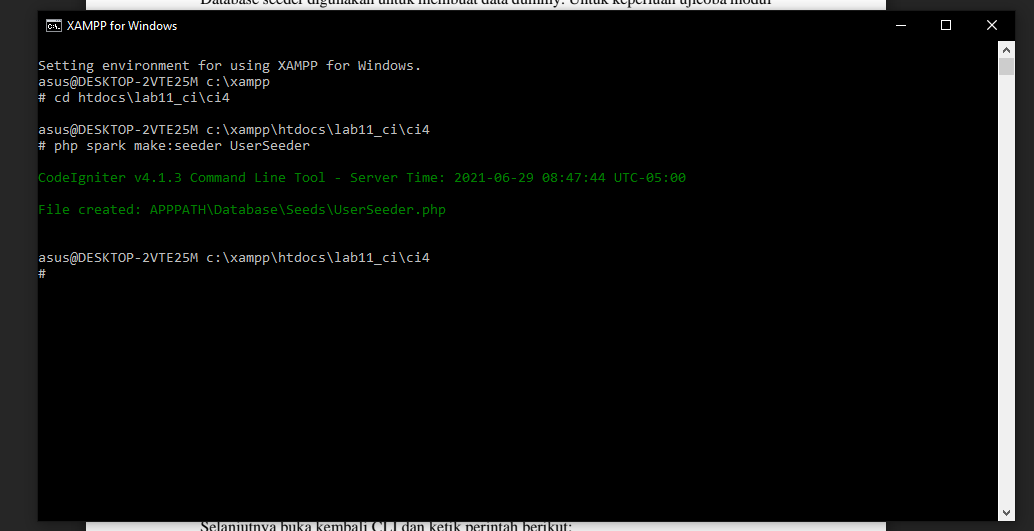 Database seeder digunakan untuk membuat data dummy. Untuk keperluan ujicoba modul
XAMPP for Windows
Setting environment for using XAMPP for Windows.
asus@DESKTOP-2VTE25M c:\xampp
# cd htdocs\lab11_ci\ci4
asus@DESKTOP-2VTE25M c:\xampp\htdocs\lab11_ci\ci4
# php spark make:seeder UserSeeder
CodeIgniter v4.1.3 Command Line Tool - Server Time: 2021-06-29 08:47:44 UTC-05:00
File created: APPPATH\Database\Seeds\UserSeeder.php
asus@DESKTOP-2VTE25M c:\xampp\htdocs\lab11_ci\ci4
#
Selanjutnya buka kembali CLI dan ketik perintah berikut: